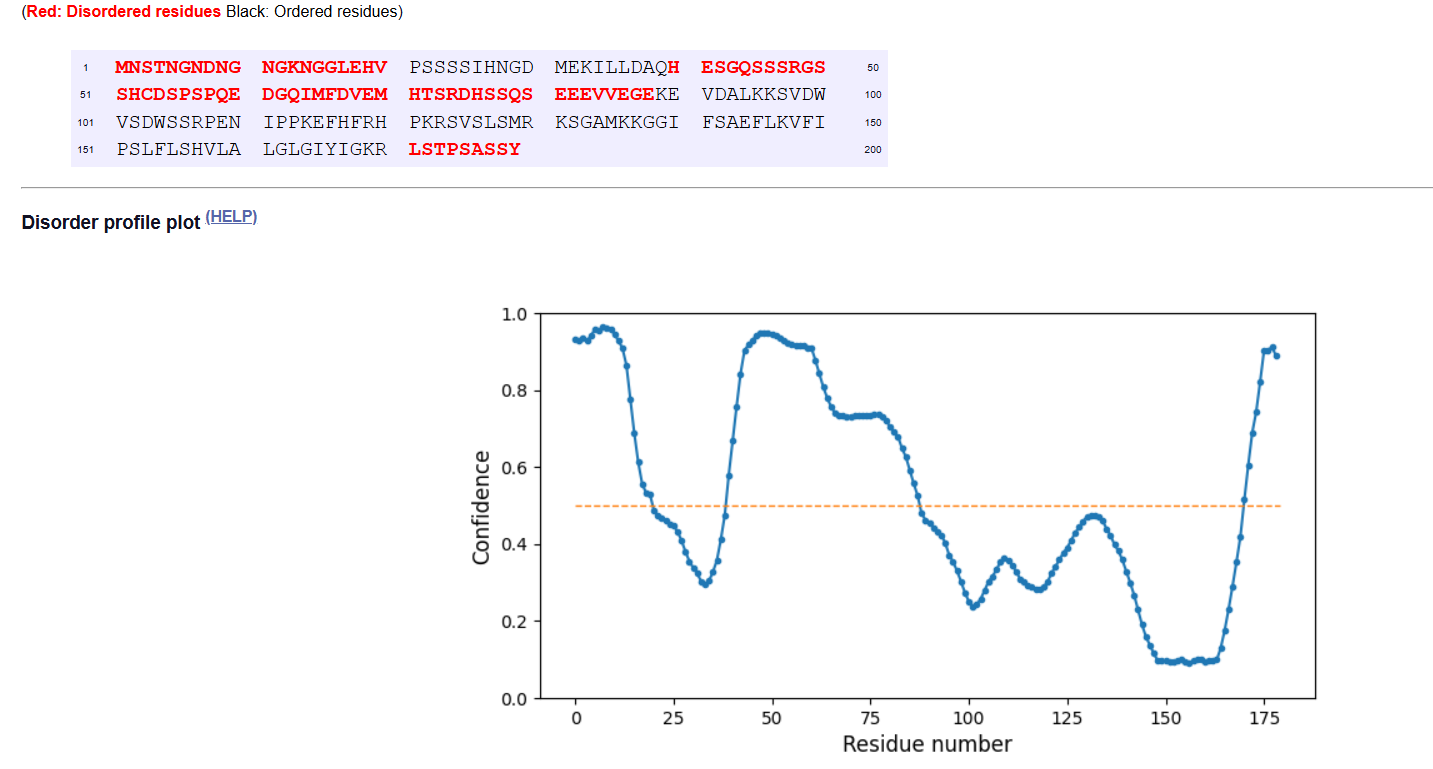 (Red: Disordered residues Black: Ordered residues)
1 MNSTNGNDNG NGKNGGLEHV PSSSSIHNGD MEKILLDAQH ESGQSSSRGS 50
51 SHCDSPSPQE DGQIMFDVEM HTSRDHSSQS EEEVVEGEKE VDALKKSVDW 100
101 VSDWSSRPEN IPPKEFHFRH PKRSVSLSMR KSGAMKKGGI FSAEFLKVFI 150
151 PSLFLSHVLA LGLGIYIGKR LSTPSASSY 200
Disorder profile plot (HELP)
1.0
0.8
0.6
0.4
0.2
0.0
Confidence
0 25 50 75 100 125 150 175
Residue number